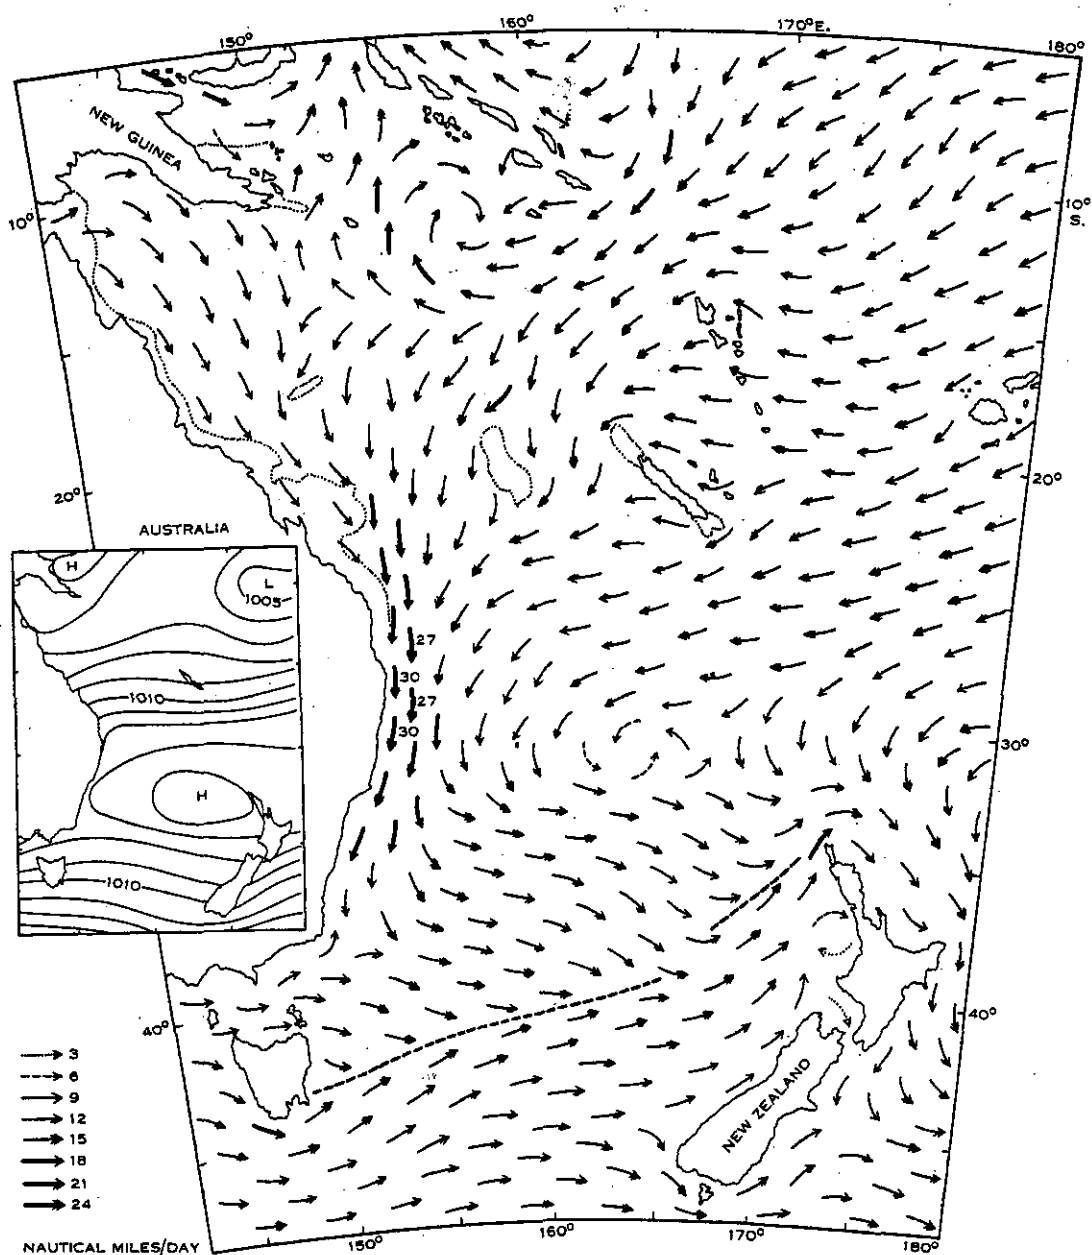 150° 160° 170°E. 180°
NEW GUINEA
10° 10°
S.
20° 20°
AUSTRALIA
H
L
1005
1010
H
1010
27
30
27
30
30°
40° 40°
NEW ZEALAND
3
6
9
12
15
18
21
24
NAUTICAL MILES/DAY
150° 160° 170° 180°